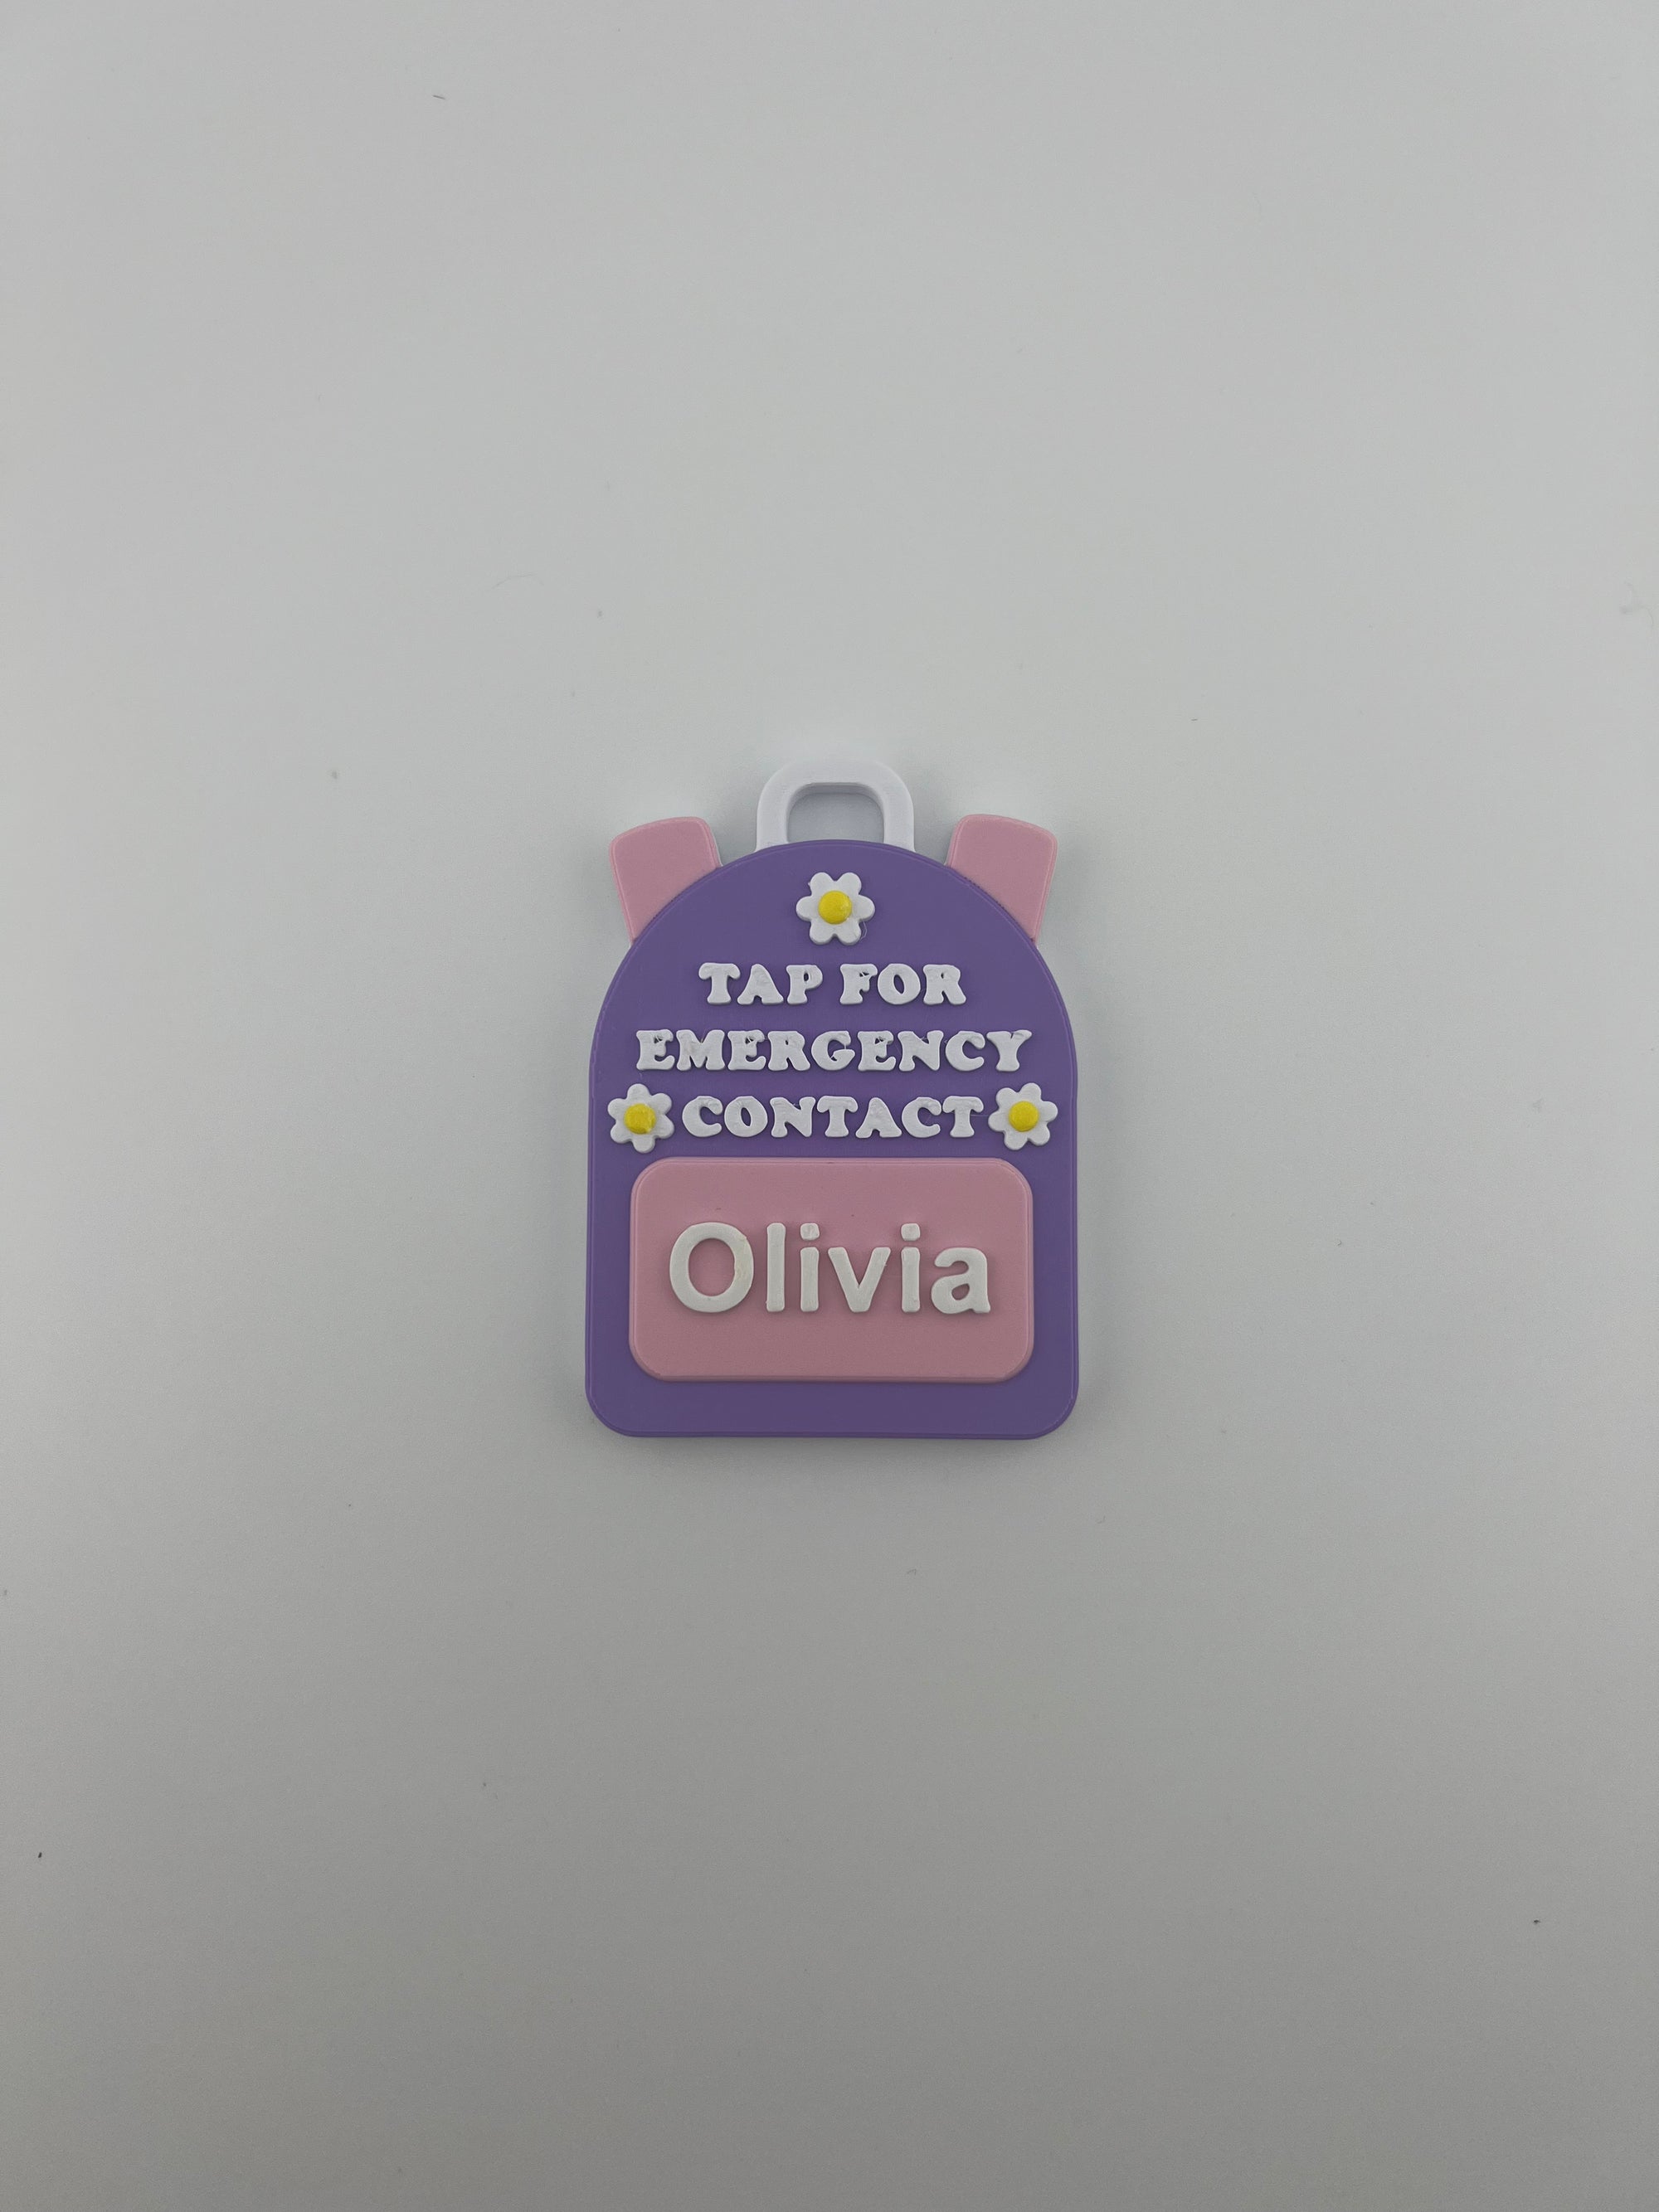 TAP FOR
EMERGENCY
CONTACT
Olivia